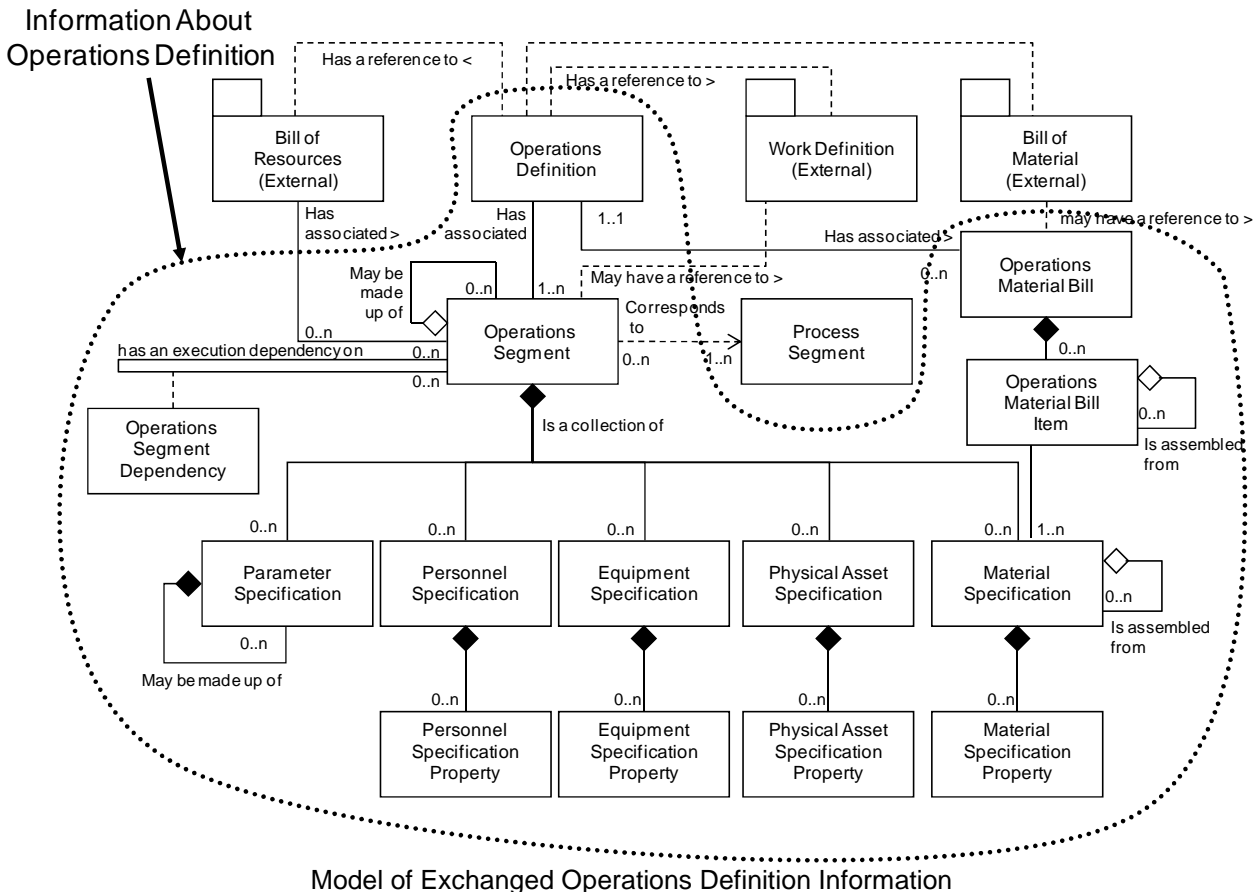 Information About
Operations Definition
Has a reference to <
Has a reference to >
Bill of
Resources
(External)
Operations
Definition
Work Definition
(External)
Bill of
Material
(External)
Has
associated >
Has
associated
1..1
may have a reference to >
Has associated >
0..n
Operations
Material Bill
May be
made
up of
0..n
1..n
May have a reference to >
Corresponds
to
0..n
1..n
Operations
Segment
Process
Segment
0..n
has an execution dependency on
0..n
0..n
0..n
Operations
Material Bill
Item
0..n
Is assembled
from
Operations
Segment
Dependency
Is a collection of
0..n
0..n
0..n
0..n
0..n
1..n
Parameter
Specification
Personnel
Specification
Equipment
Specification
Physical Asset
Specification
Material
Specification
0..n
Is assembled
from
0..n
May be made up of
0..n
0..n
0..n
0..n
Personnel
Specification
Property
Equipment
Specification
Property
Physical Asset
Specification
Property
Material
Specification
Property
Model of Exchanged Operations Definition Information